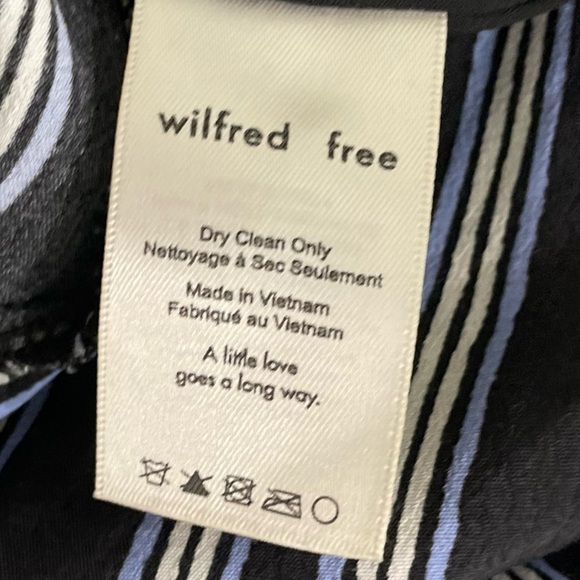 wilfred free
Dry Clean Only
Nettoyage à Sec Seulement
Made in Vietnam
Fabriqué au Vietnam
A little love
goes a long way.